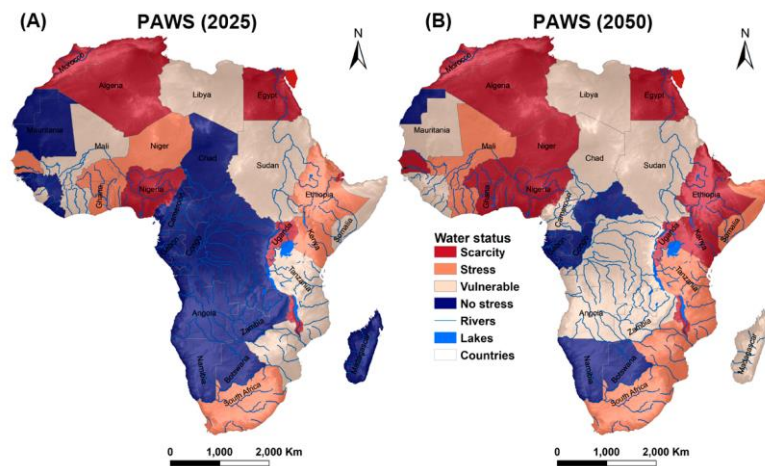 (A)
PAWS (2025)
N
Morocco
Algeria
Libya
Egypt
Mauritania
Mali
Niger
Chad
Sudan
Ghana
Nigeria
Cameroon
Ethiopia
Somalia
Uganda
Kenya
Gabon
Congo
Tanzania
Angola
Zambia
Namibia
Botswana
Madagascar
South Africa
0 1,000 2,000 Km
(B)
PAWS (2050)
N
Morocco
Algeria
Libya
Egypt
Mauritania
Mali
Niger
Chad
Sudan
Ghana
Nigeria
Cameroon
Ethiopia
Somalia
Uganda
Kenya
Gabon
Congo
Tanzania
Angola
Zambia
Namibia
Botswana
Madagascar
South Africa
0 1,000 2,000 Km
Water status
Scarcity
Stress
Vulnerable
No stress
Rivers
Lakes
Countries